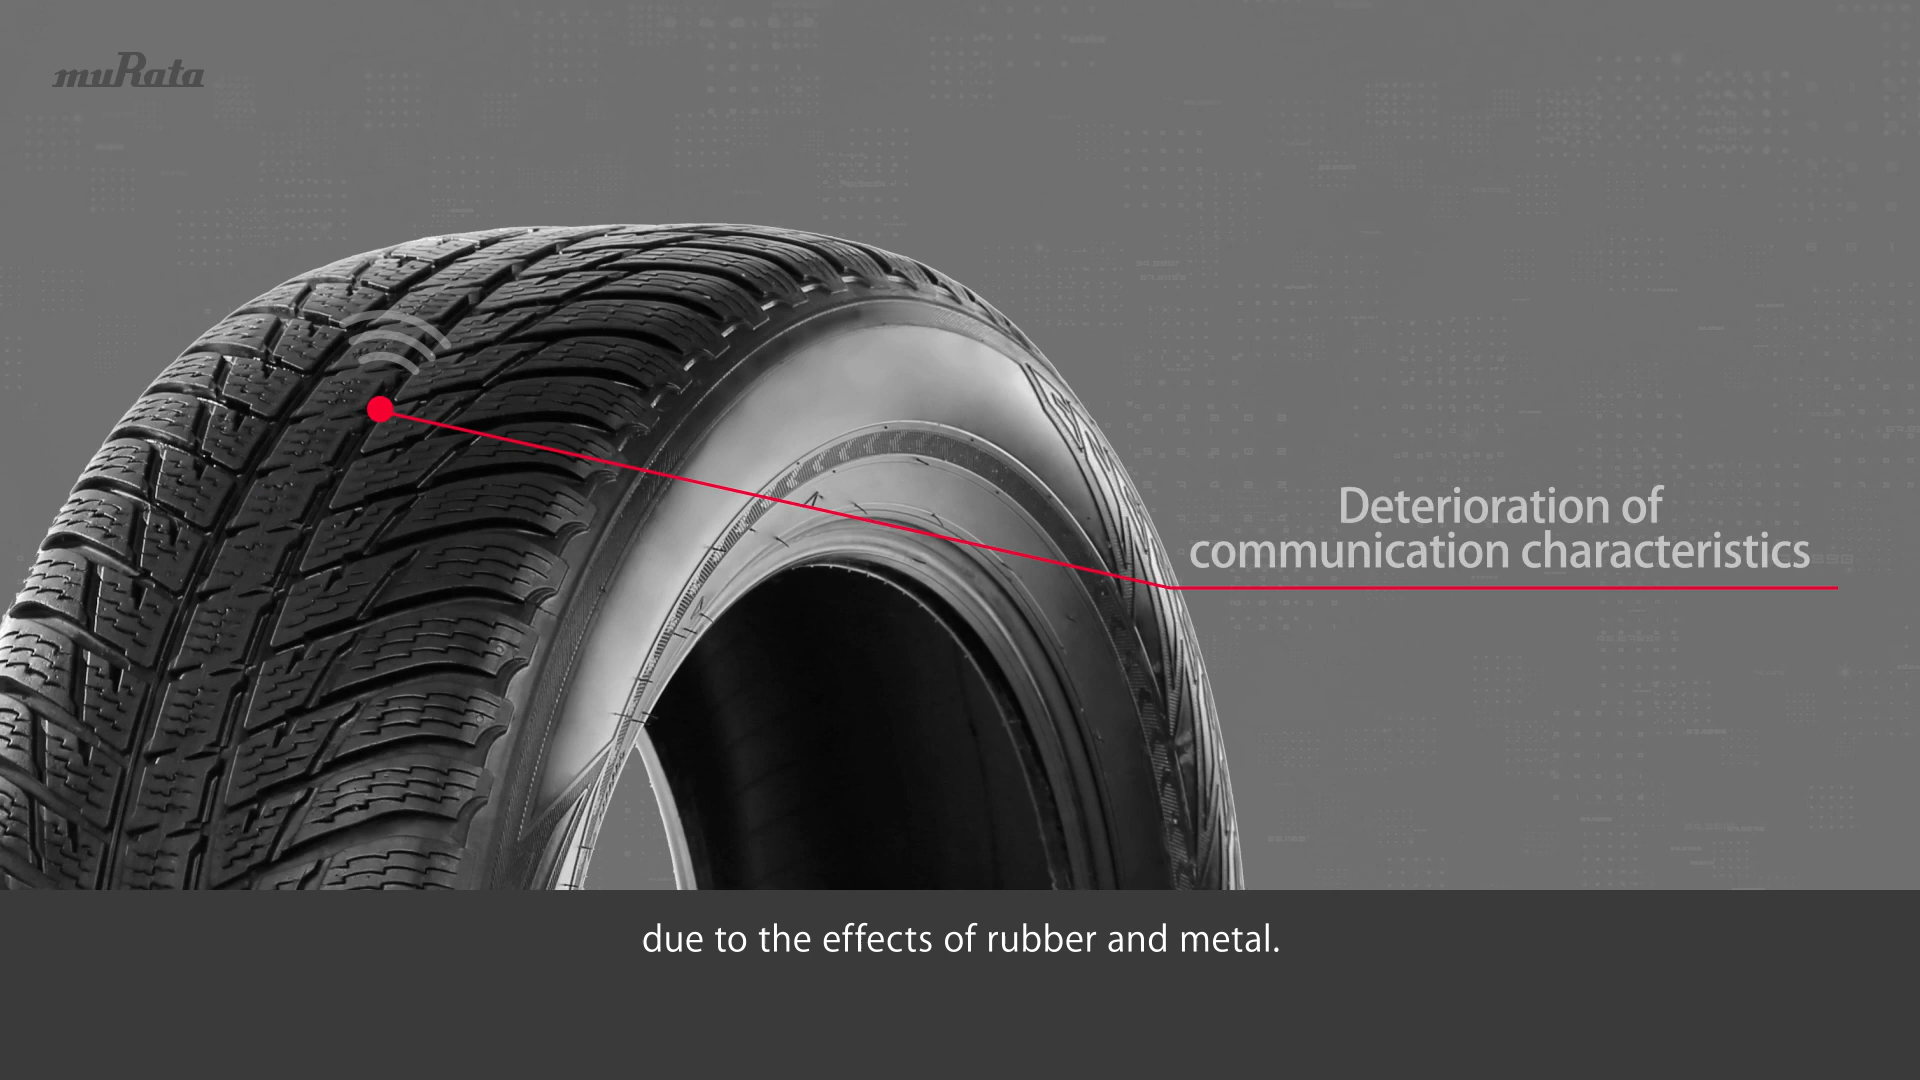 muRata
Deterioration of
communication characteristics
due to the effects of rubber and metal.